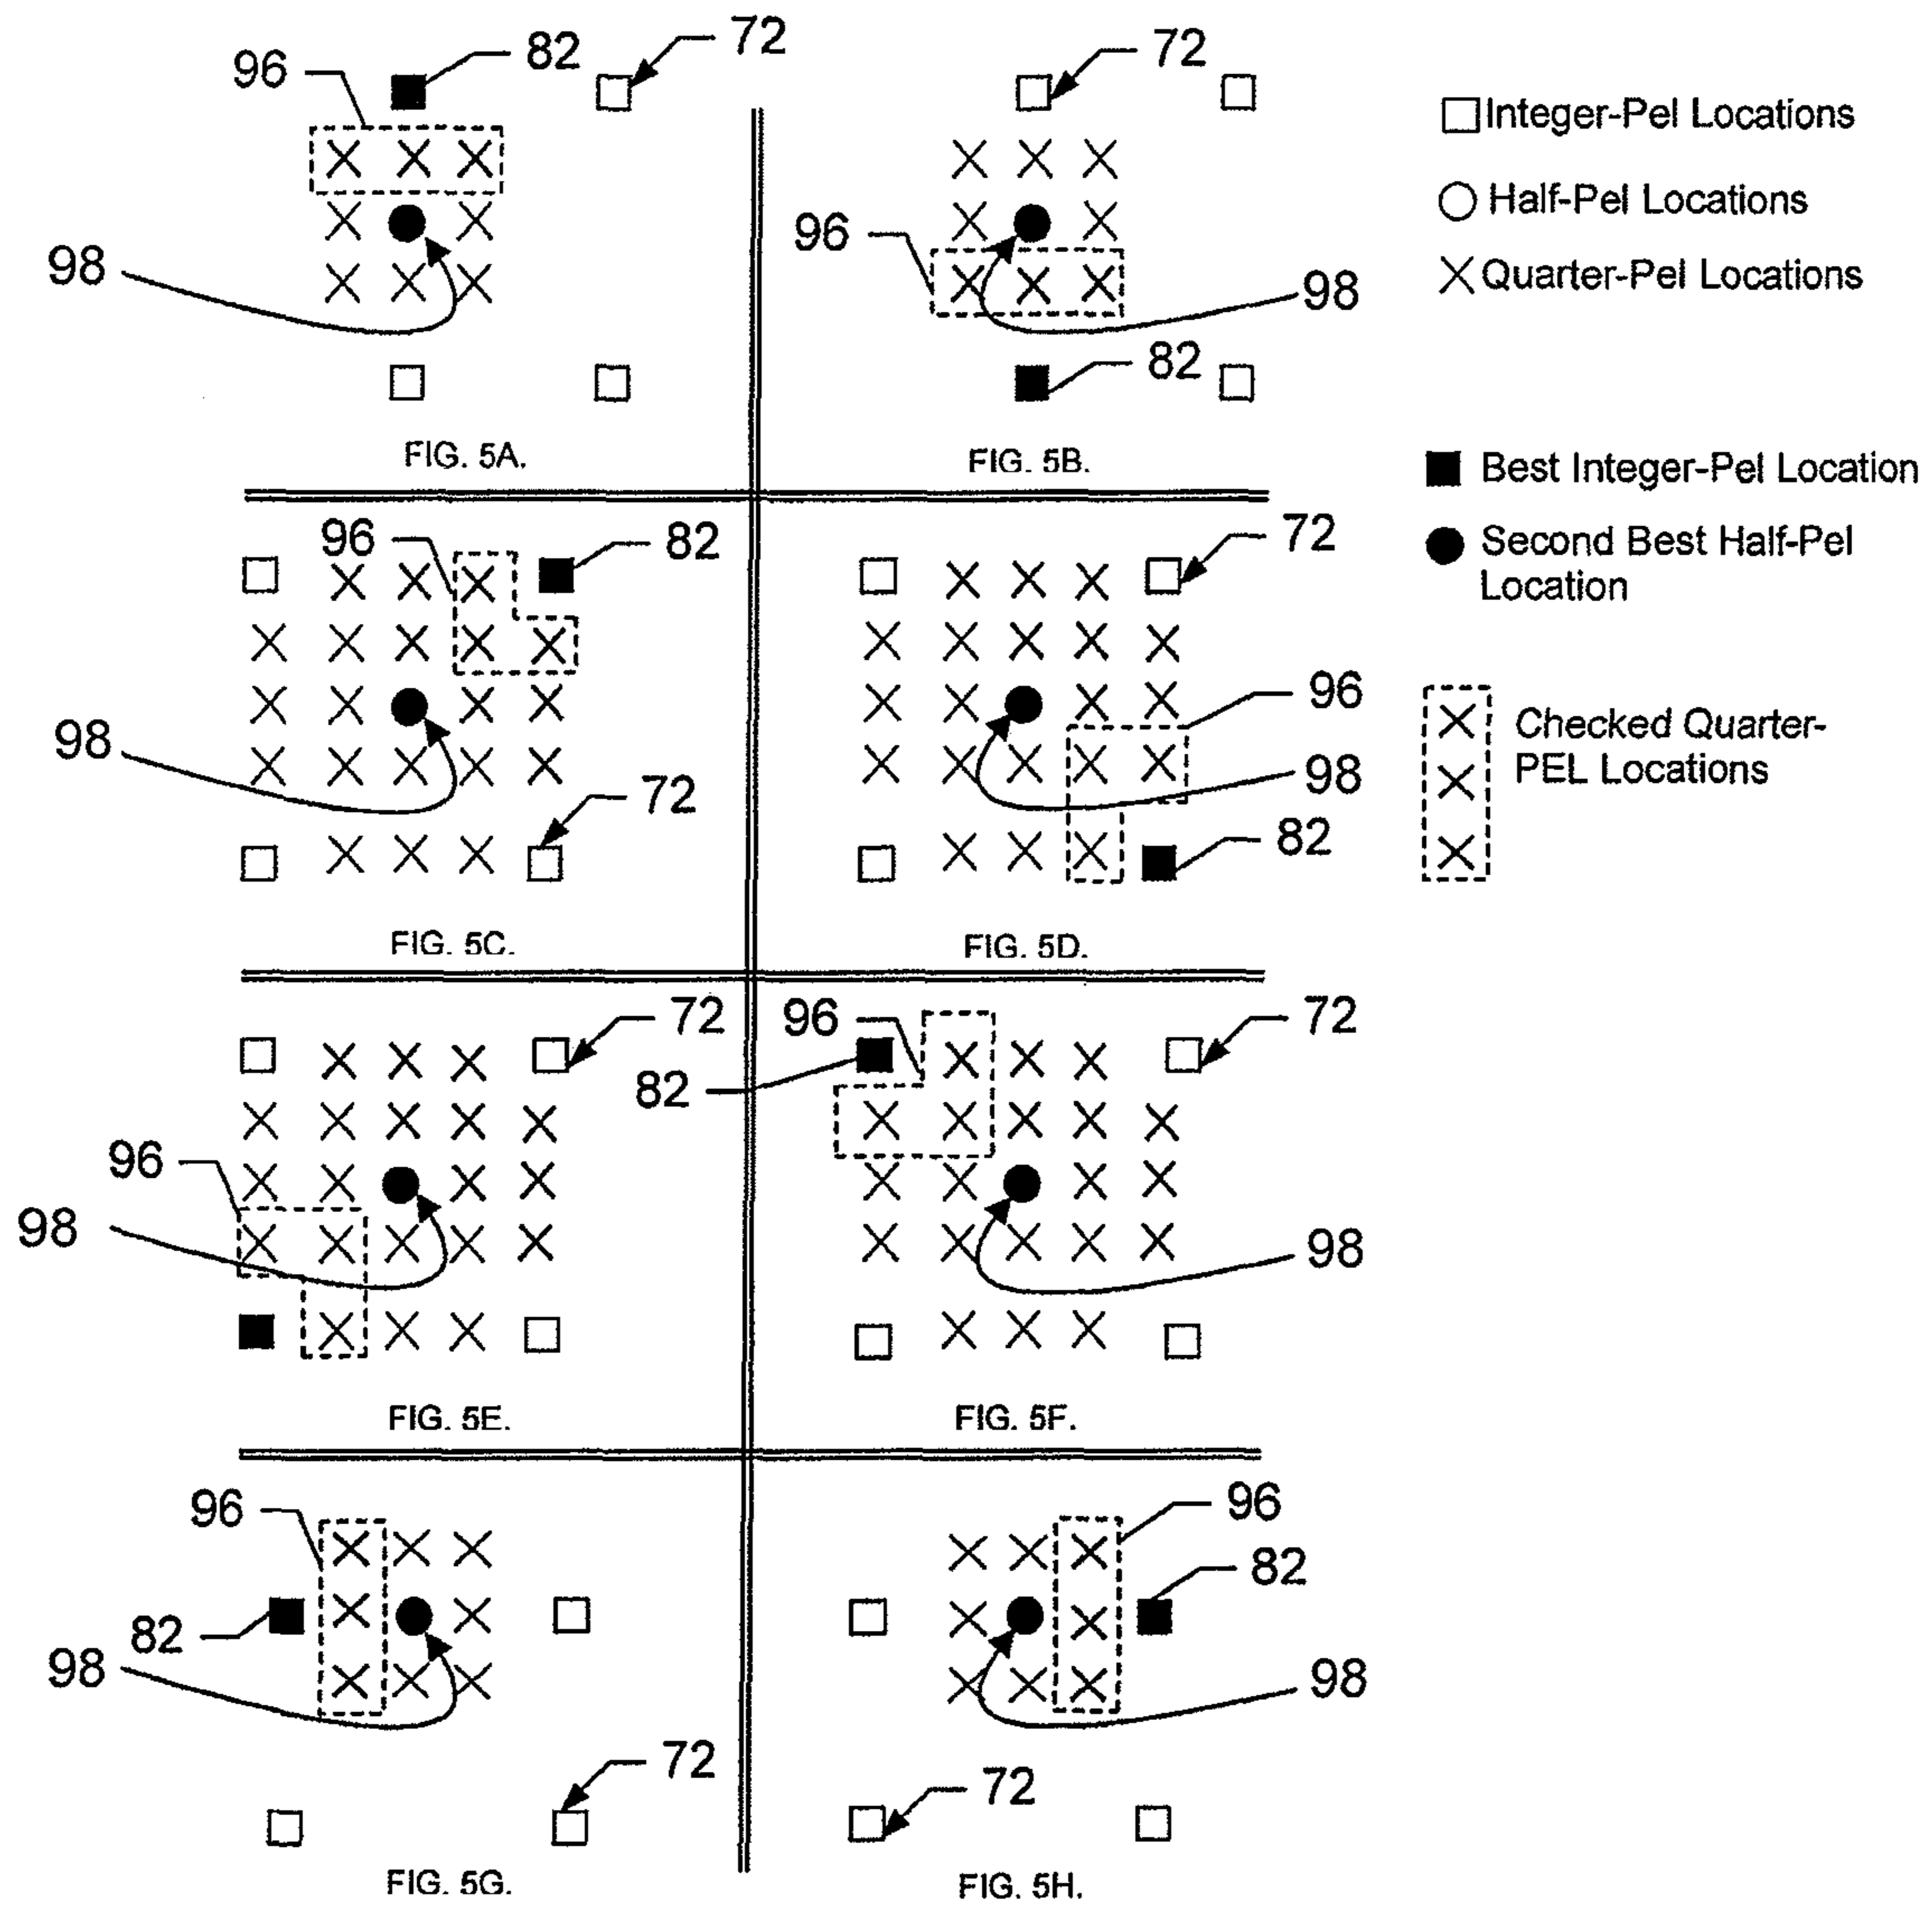 96
82
72
98
FIG. 5A.
72
96
98
82
FIG. 5B.
Integer-Pel Locations
Half-Pel Locations
Quarter-Pel Locations
Best Integer-Pel Location
Second Best Half-Pel
Location
Checked Quarter-
PEL Locations
96
82
98
72
FIG. 5C.
72
96
98
82
FIG. 5D.
72
96
98
FIG. 5E.
96
82
72
98
FIG. 5F.
96
82
98
72
FIG. 5G.
96
82
98
72
FIG. 5H.